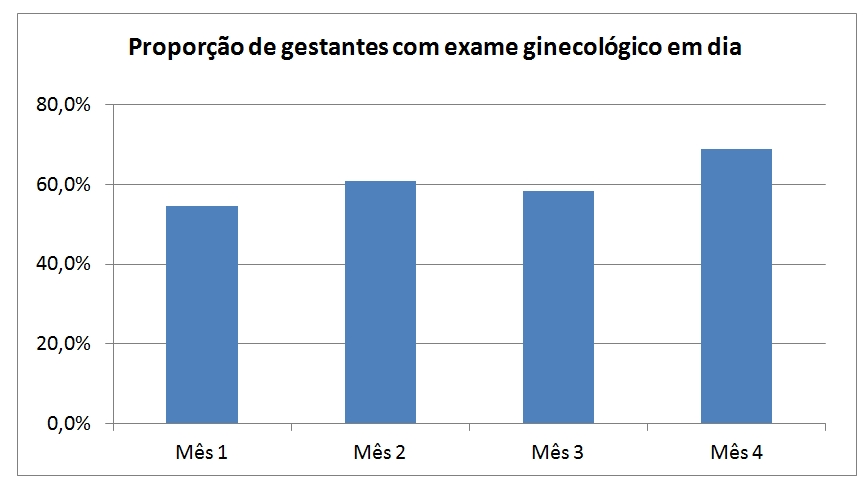 Proporção de gestantes com exame ginecológico em dia
80,0%
60,0%
40,0%
20,0%
0,0%
Mês 1 Mês 2 Mês 3 Mês 4